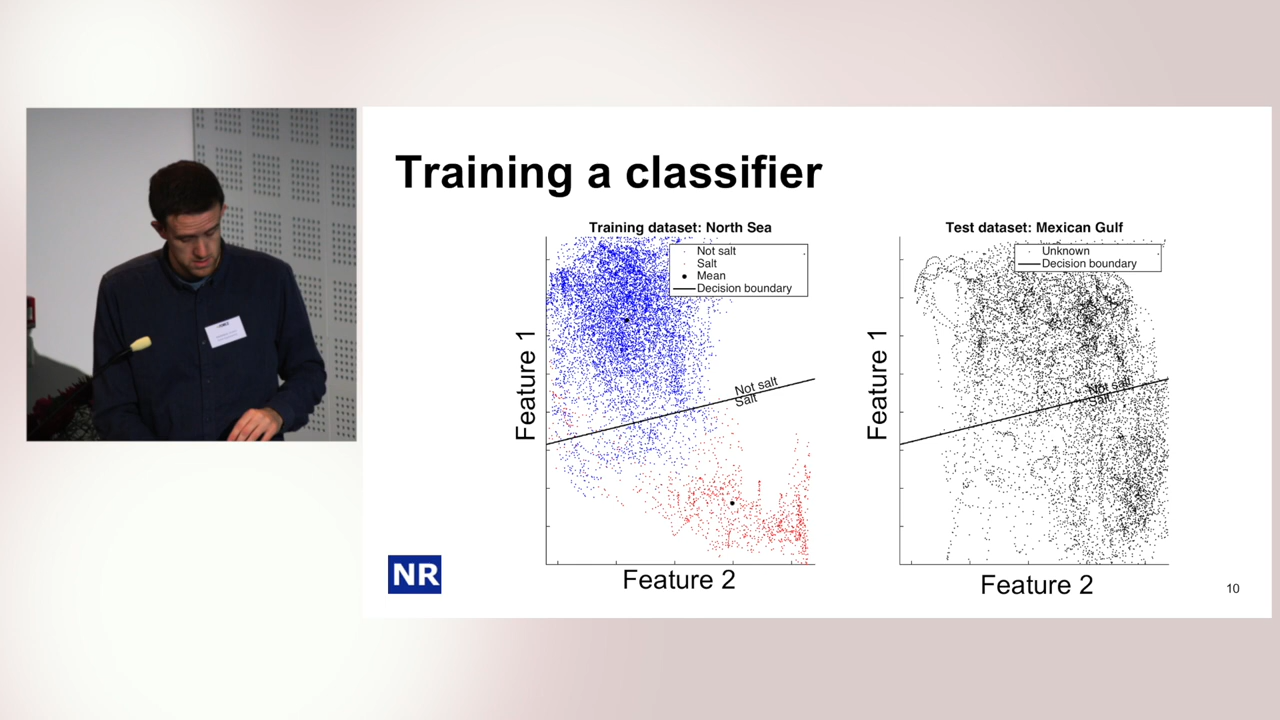 Training a classifier
Training dataset: North Sea
Not salt
Salt
Mean
Decision boundary
Feature 1
Not salt
Salt
Feature 2
Test dataset: Mexican Gulf
Unknown
Decision boundary
Feature 1
Not salt
Salt
Feature 2
NR
10